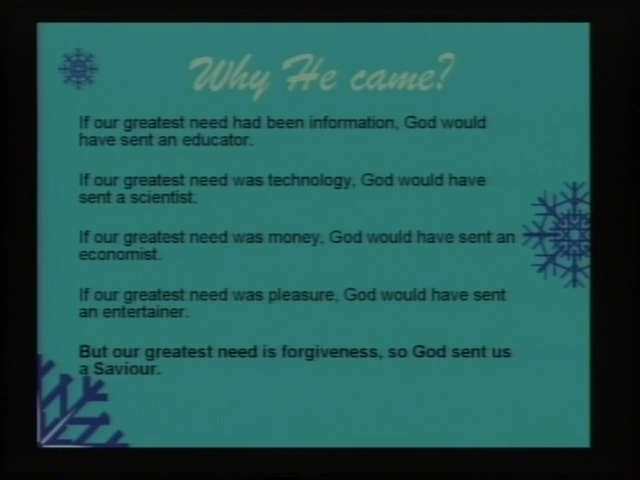 Why He came?
If our greatest need had been information, God would
have sent an educator.
If our greatest need was technology, God would have
sent a scientist.
If our greatest need was money, God would have sent an
economist.
If our greatest need was pleasure, God would have sent
an entertainer.
But our greatest need is forgiveness, so God sent us
a Saviour.